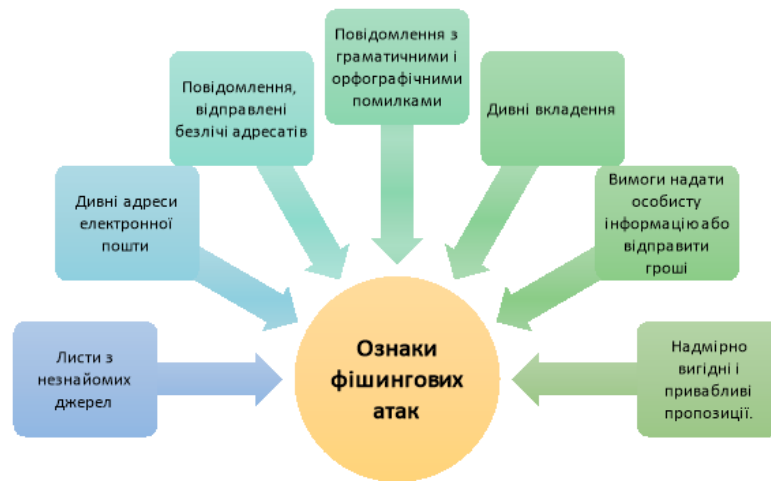 Листи з
незнайомих
джерел
Дивні адреси
електронної
пошти
Повідомлення,
відправлені
безлічі адресатів
Повідомлення з
граматичними і
орфографічними
помилками
Дивні вкладення
Вимоги надати
особисту
інформацію або
відправити
гроші
Надмірно
вигідні і
привабливі
пропозиції.
Ознаки
фішингових
атак